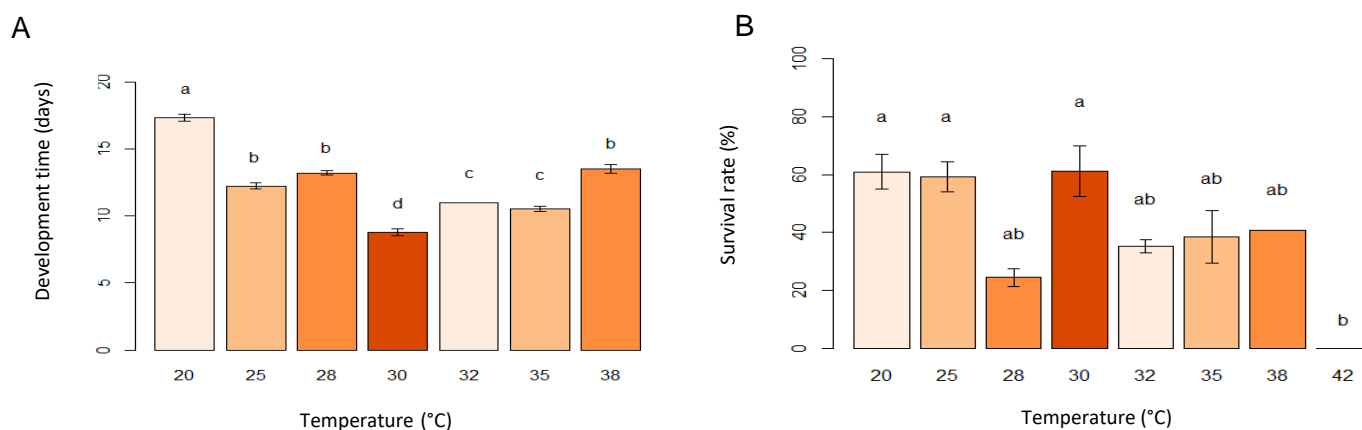 A
Development time (days)
20
15
10
5
0
a
b
b
d
c
c
b
20 25 28 30 32 35 38
Temperature (°C)
B
Survival rate (%)
100
80
60
40
20
0
a
a
ab
a
ab
ab
ab
b
20 25 28 30 32 35 38 42
Temperature (°C)